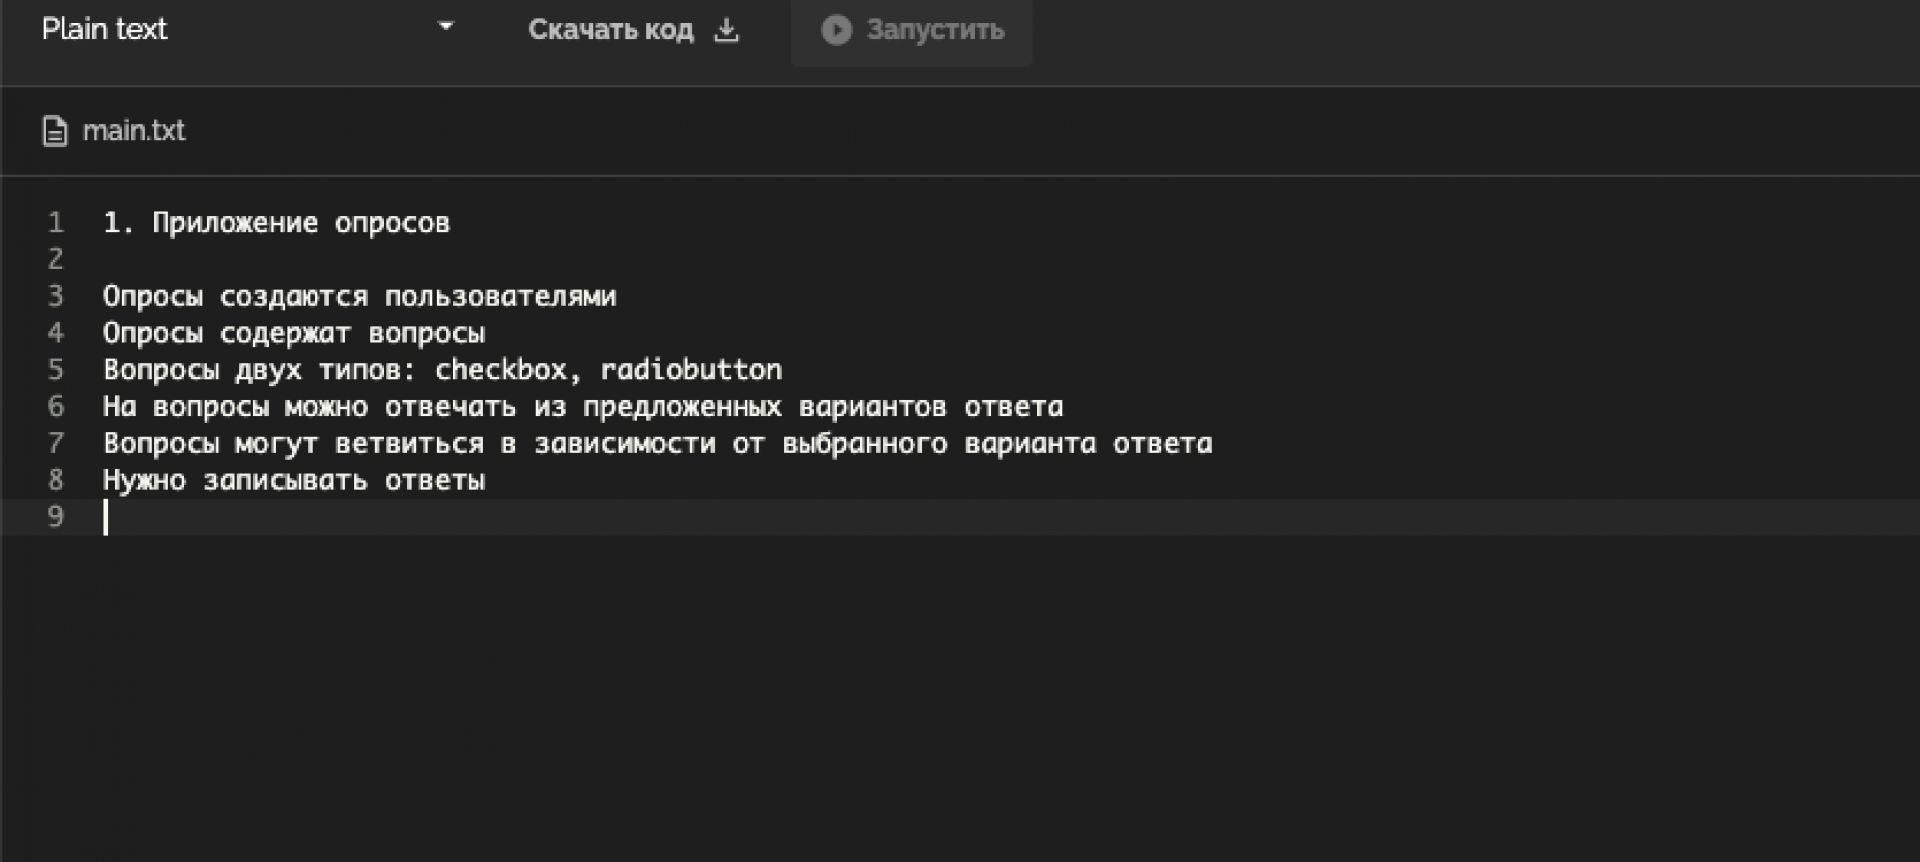 Plain text Скачать код Запустить
main.txt
1 1. Приложение опросов
2
3 Опросы создаются пользователями
4 Опросы содержат вопросы
5 Вопросы двух типов: checkbox, radiobutton
6 На вопросы можно отвечать из предложенных вариантов ответа
7 Вопросы могут ветвиться в зависимости от выбранного варианта ответа
8 Нужно записывать ответы
9